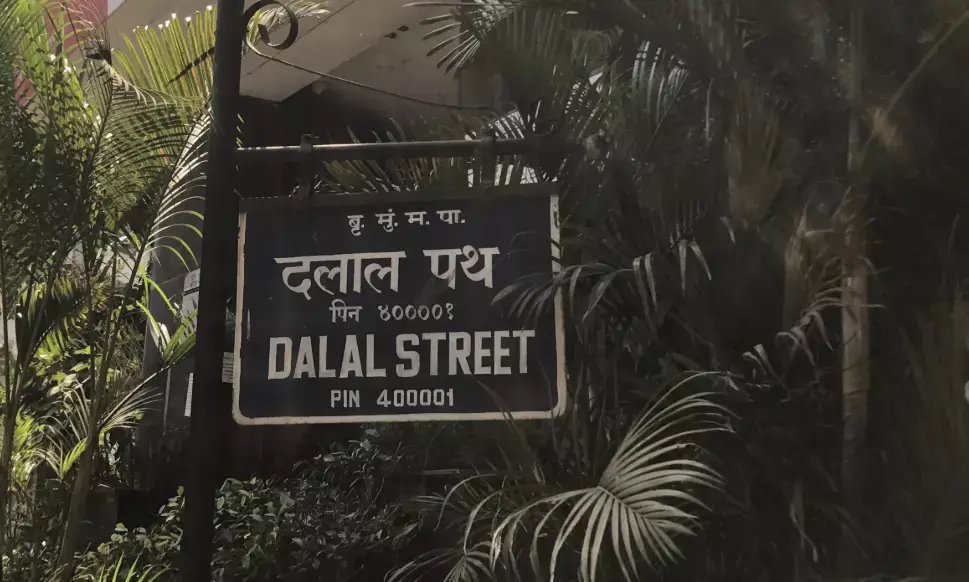 बृ. मुं. म. पा.
दलाल पथ
पिन ४००००१
DALAL STREET
PIN 400001